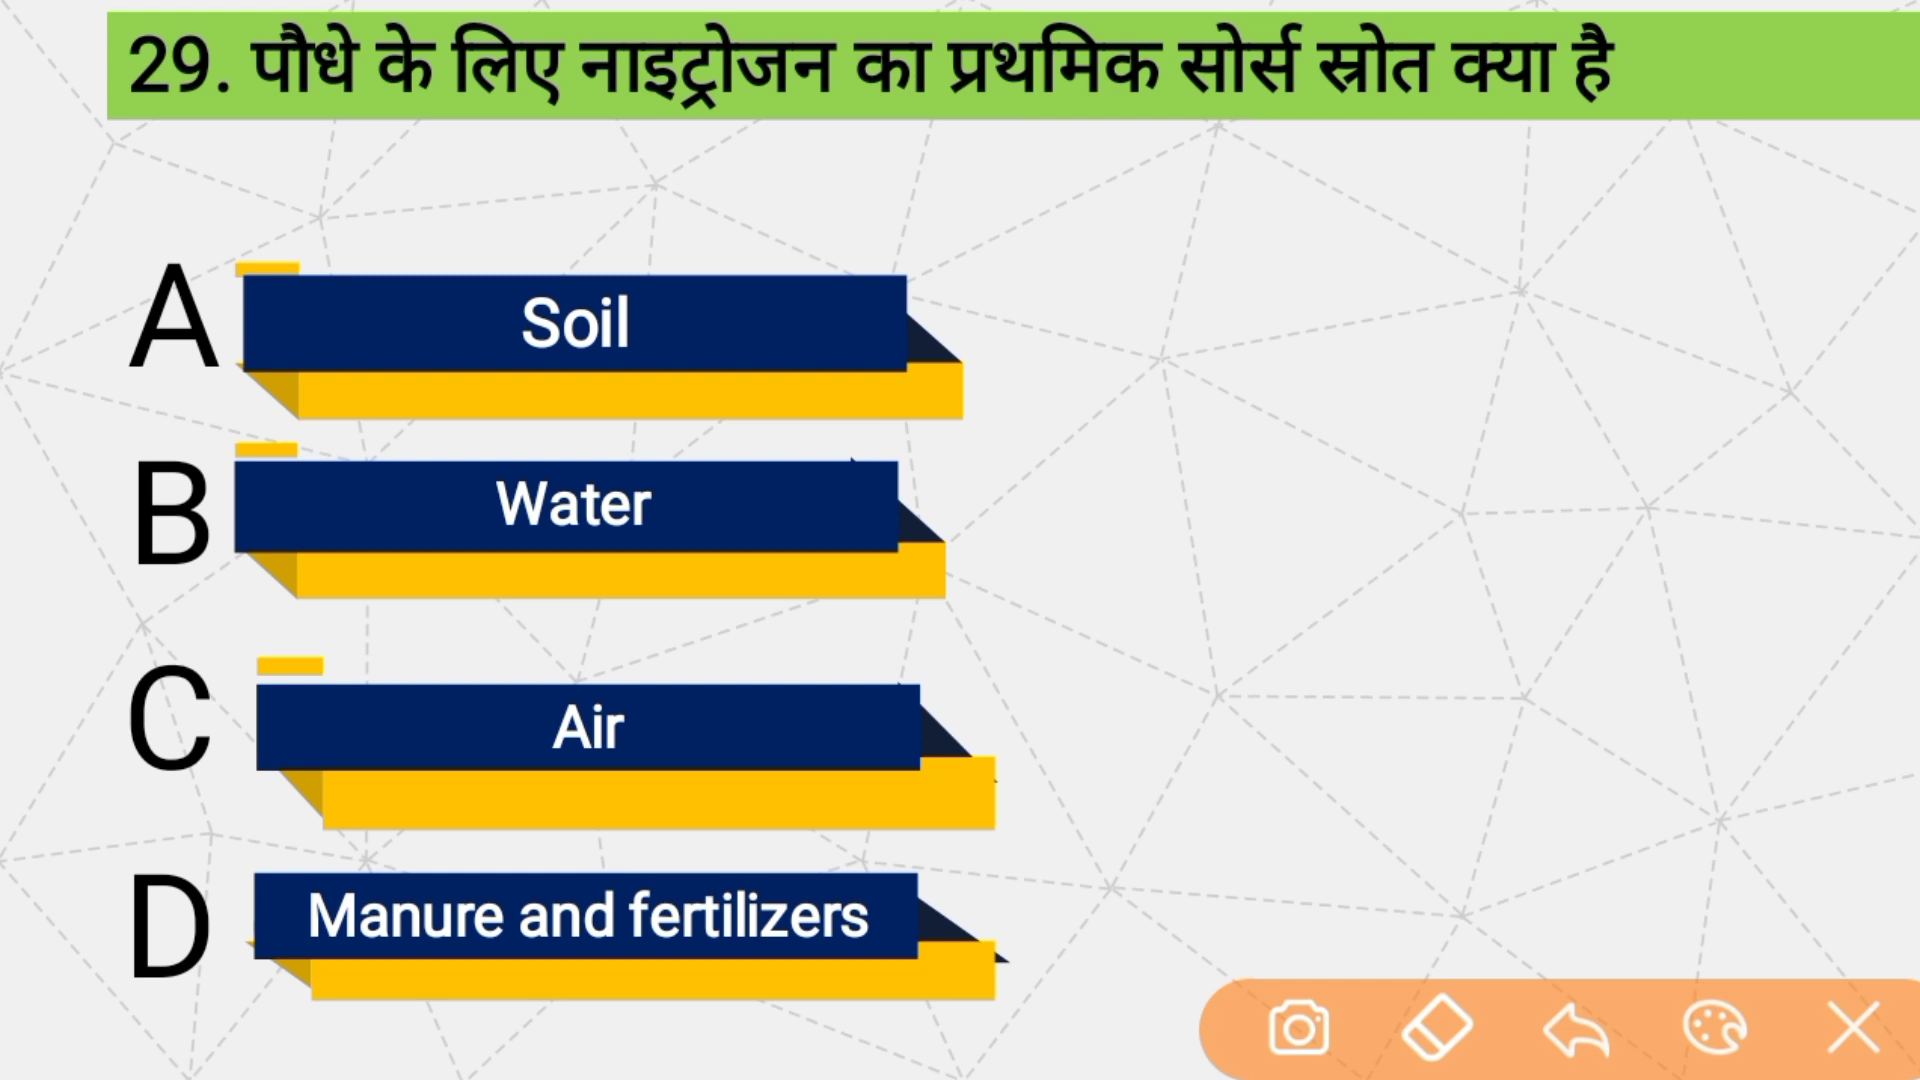 29. पौधे के लिए नाइट्रोजन का प्रथमिक सोर्स स्रोत क्या है
A Soil
B Water
C Air
D Manure and fertilizers